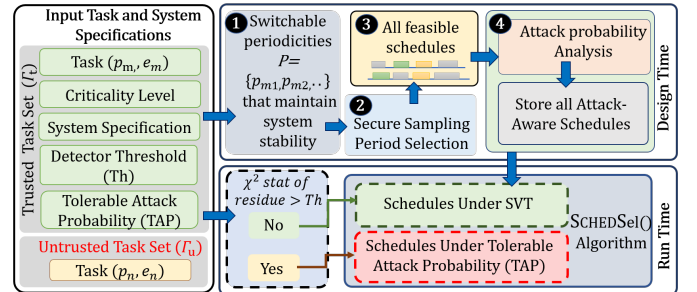 Input Task and System
Specifications
Trusted Task Set (Γt)
Task (pm, em)
Criticality Level
System Specification
Detector Threshold
(Th)
Tolerable Attack
Probability (TAP)
Untrusted Task Set (Γu)
Task (pn, en)
1
Switchable
periodicities
P=
{pm1,pm2,..}
that maintain
system
stability
2
Secure Sampling
Period Selection
3
All feasible
schedules
4
Attack probability
Analysis
Store all Attack-
Aware Schedules
Design Time
χ² stat of
residue > Th
No
Yes
Schedules Under SVT
Schedules Under Tolerable
Attack Probability (TAP)
SCHEDSel()
Algorithm
Run Time